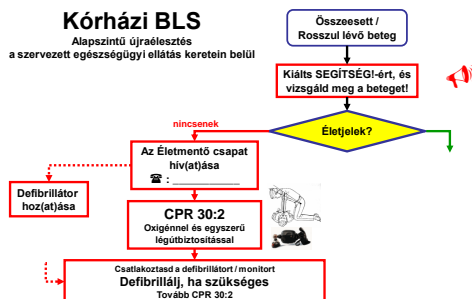 Kórházi BLS
Alapszintű újraélesztés
a szervezett egészségügyi ellátás keretein belül
Összeesett /
Rosszul lévő beteg
Kiálts SEGÍTSÉG!-ért, és
vizsgáld meg a beteget!
Életjelek?
nincsenek
Az Életmentő csapat
hív(at)ása
☎ : ___________
Defibrillátor
hoz(at)ása
CPR 30:2
Oxigénnel és egyszerű
légútbiztosítással
Csatlakoztasd a defibrillátort / monitort
Defibrillálj, ha szükséges
Tovább CPR 30:2